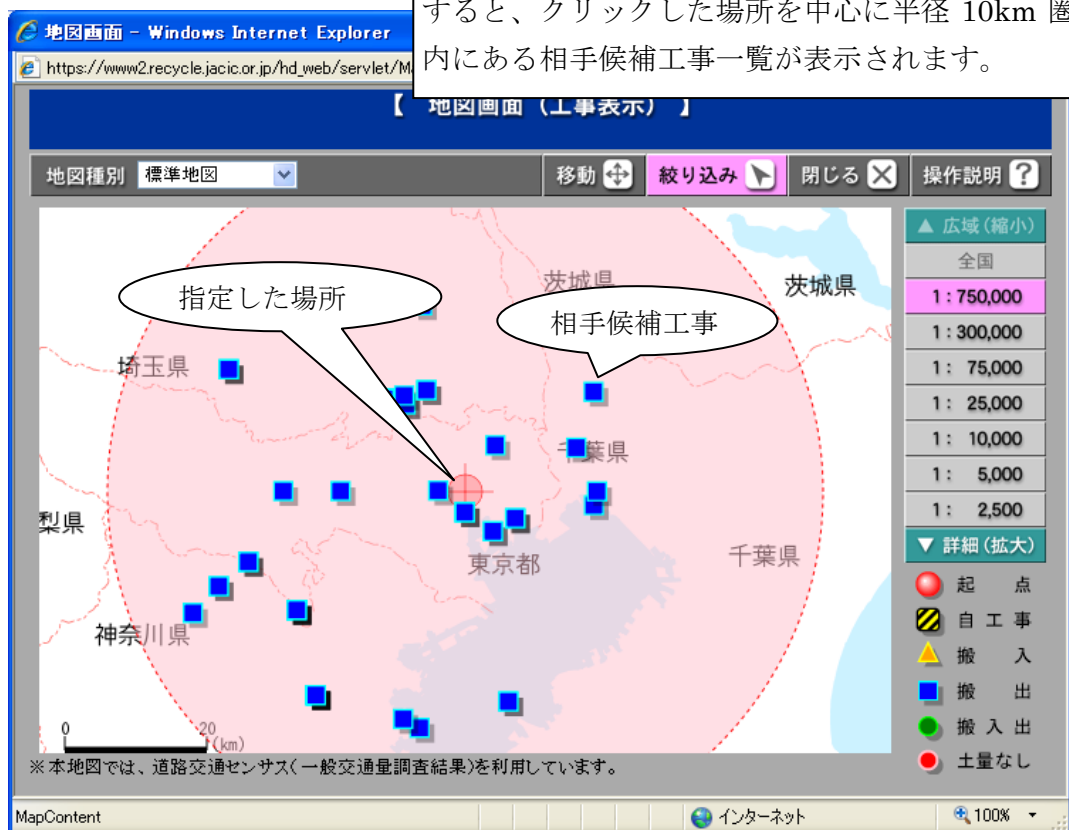 すると、クリックした場所を中心に半径 10km 圏
内にある相手候補工事一覧が表示されます。
地図画面 - Windows Internet Explorer
https://www2.recycle.jacic.or.jp/hd_web/servlet/M
【 地図画面（工事表示） 】
地図種別 標準地図 移動 絞り込み 閉じる 操作説明 ?
▲ 広域(縮小)
全国
1：750,000
1：300,000
1： 75,000
1： 25,000
1： 10,000
1： 5,000
1： 2,500
▼ 詳細(拡大)
起 点
自 工 事
搬 入
搬 出
搬 入 出
土量なし
指定した場所
相手候補工事
茨城県
茨城県
埼玉県
千葉県
梨県
東京都
千葉県
神奈川県
0 20
(km)
※本地図では、道路交通センサス(一般交通量調査結果)を利用しています。
MapContent インターネット 100%